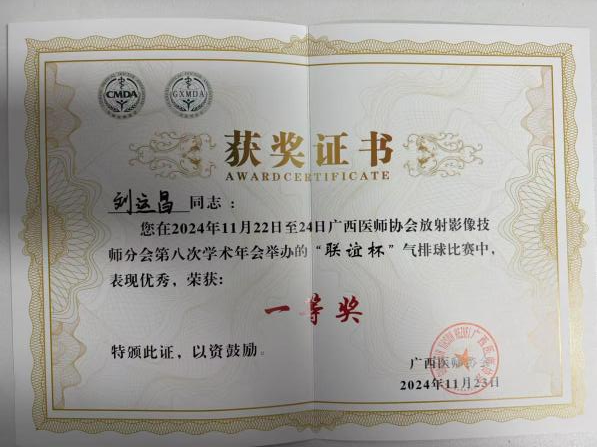 CMDA
GXMDA
获奖证书
AWARD CERTIFICATE
刘运昌 同志：
您在2024年11月22日至24日广西医师协会放射影像技
师分会第八次学术年会举办的“联谊杯”气排球比赛中，
表现优秀，荣获：
一等奖
特颁此证，以资鼓励。
广西医师协会
2024年11月23日